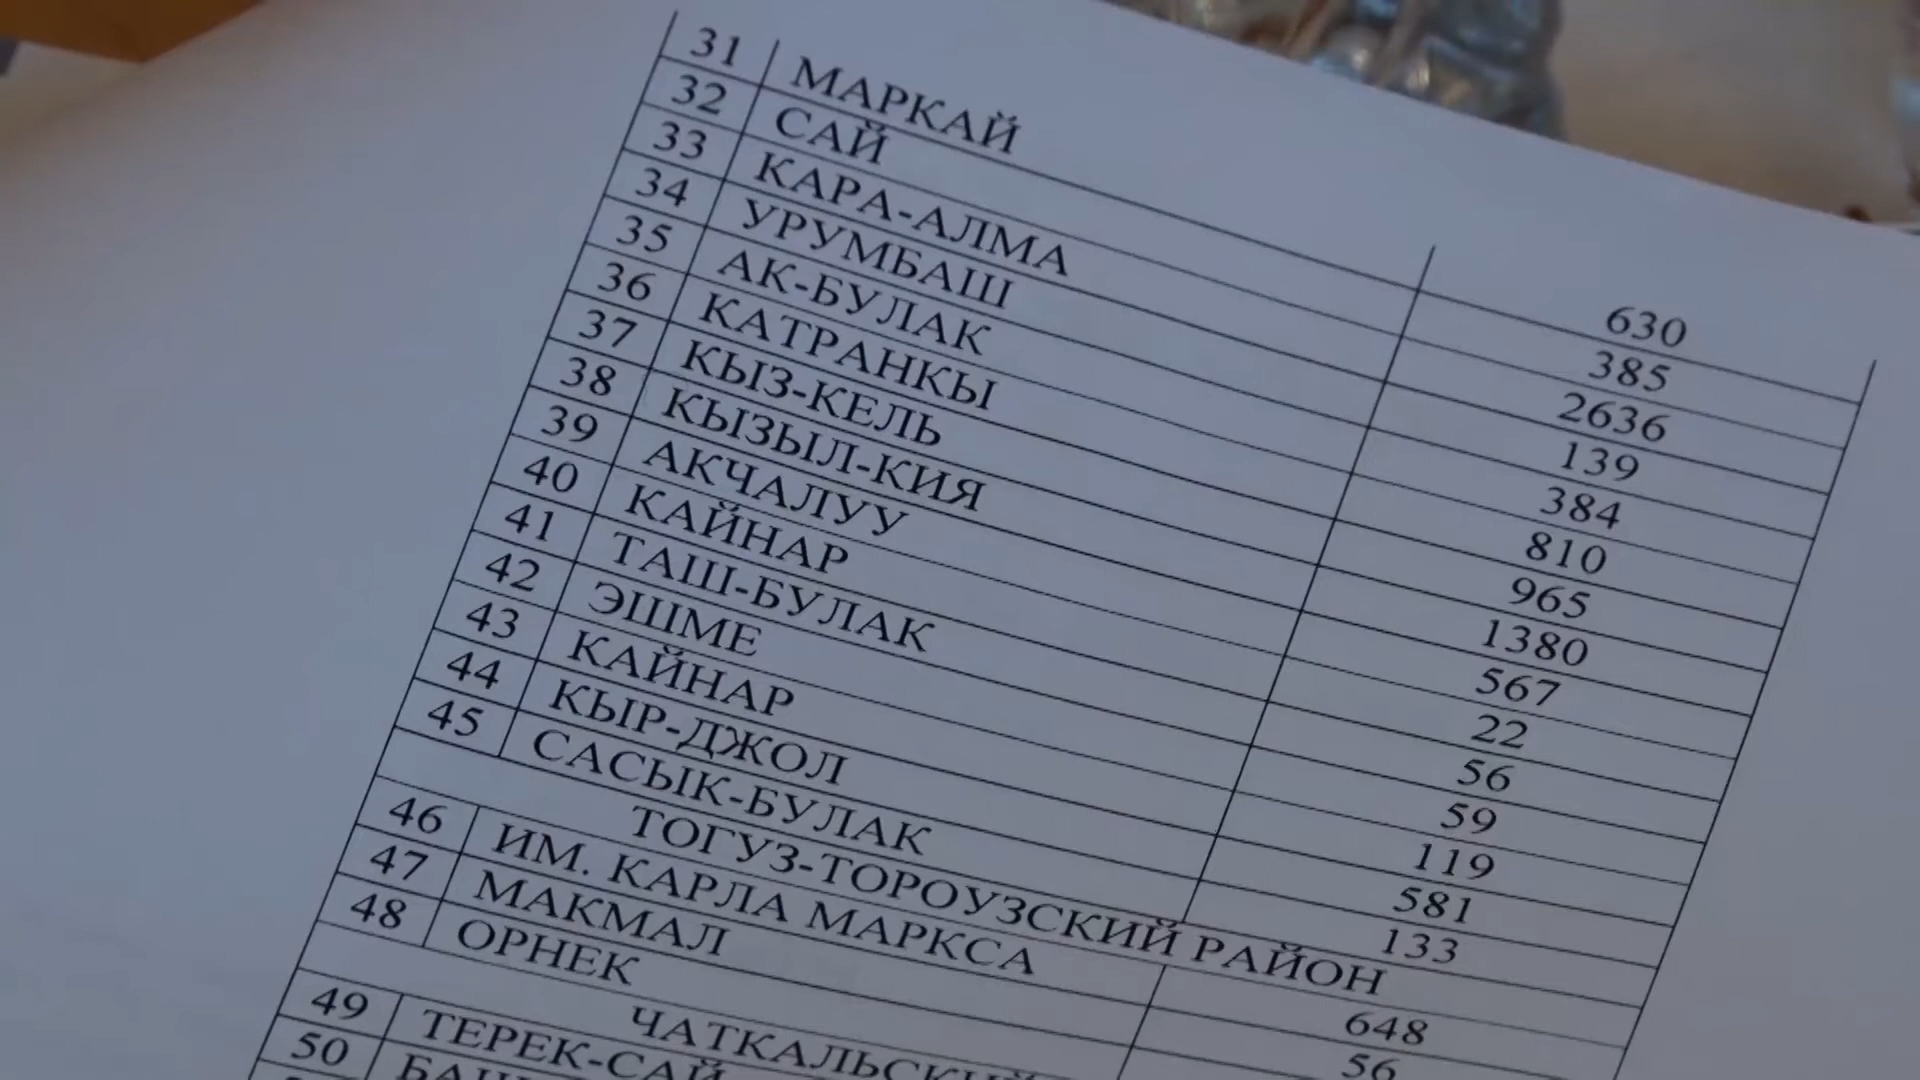 31 МАРКАЙ 630
32 САЙ 385
33 КАРА-АЛМА 2636
34 УРУМБАШ 139
35 АК-БУЛАК 384
36 КАТРАНКЫ 810
37 КЫЗ-КЕЛЬ 965
38 КЫЗЫЛ-КИЯ 1380
39 АКЧАЛУУ 567
40 КАЙНАР 22
41 ТАШ-БУЛАК 56
42 ЭШМЕ 59
43 КАЙНАР 119
44 КЫР-ДЖОЛ 581
45 САСЫК-БУЛАК 133
ТОГУЗ-ТОРОУЗСКИЙ РАЙОН
46 ИМ. КАРЛА МАРКСА 648
47 МАКМАЛ 56
48 ОРНЕК
ЧАТКАЛЬСКИЙ
49 ТЕРЕК-САЙ
50